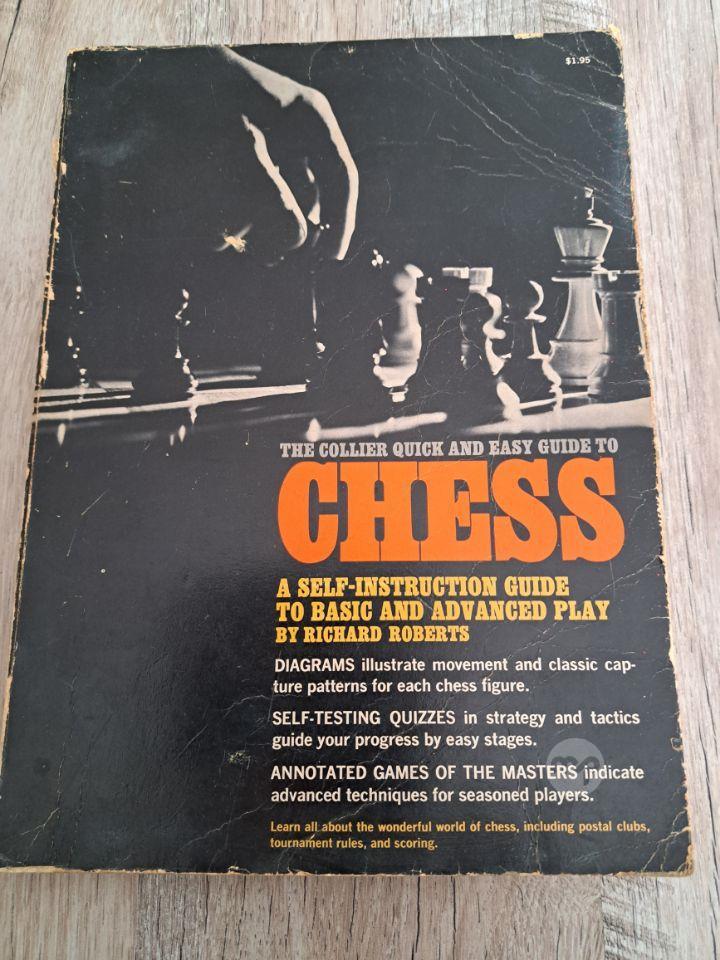 $1.95
THE COLLIER QUICK AND EASY GUIDE TO
CHESS
A SELF-INSTRUCTION GUIDE
TO BASIC AND ADVANCED PLAY
BY RICHARD ROBERTS
DIAGRAMS illustrate movement and classic cap-
ture patterns for each chess figure.
SELF-TESTING QUIZZES in strategy and tactics
guide your progress by easy stages.
ANNOTATED GAMES OF THE MASTERS indicate
advanced techniques for seasoned players.
Learn all about the wonderful world of chess, including postal clubs,
tournament rules, and scoring.